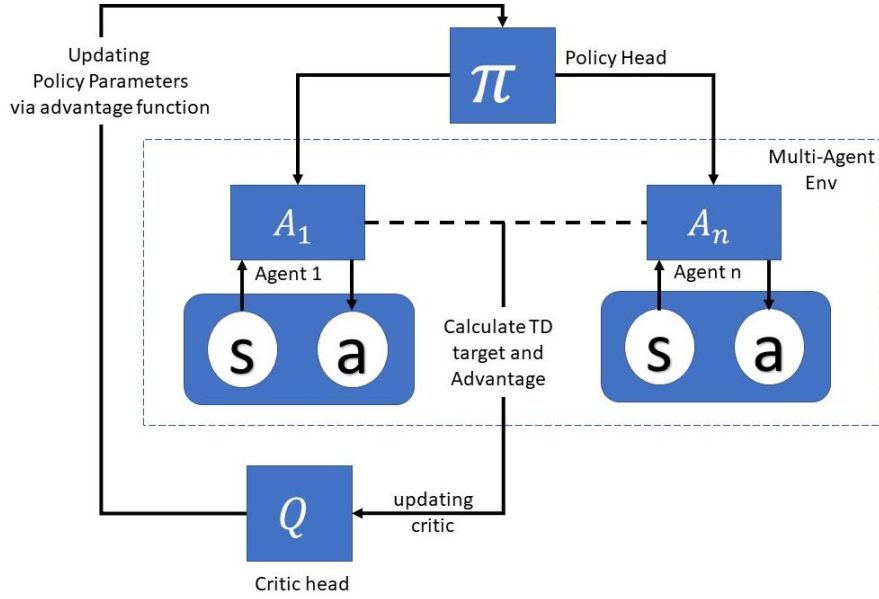 Updating
Policy Parameters
via advantage function
π
Policy Head
Multi-Agent
Env
A₁
Aₙ
Agent 1
Agent n
s
a
Calculate TD
target and
Advantage
s
a
Q
updating
critic
Critic head